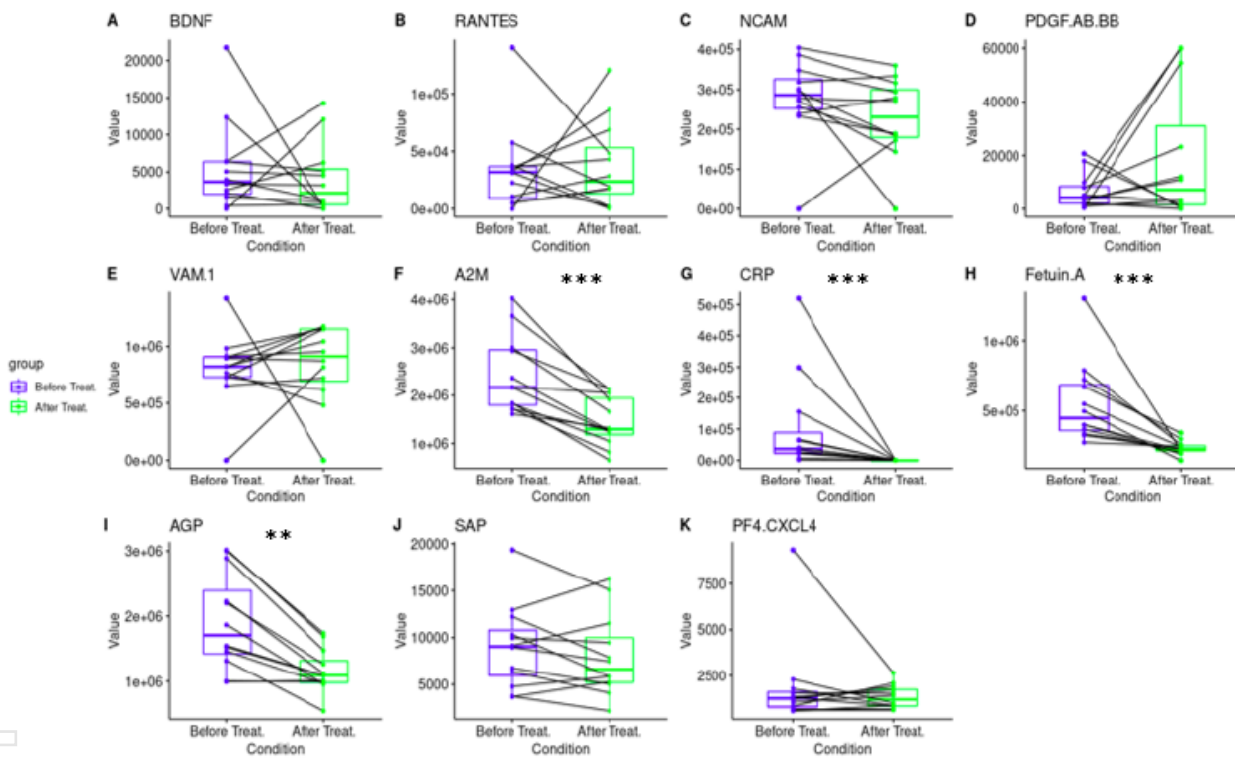 A BDNF
B RANTES
C NCAM
D PDGF.AB.BB
Value
20000
15000
10000
5000
0
Before Treat. After Treat.
Condition
Value
1e+05
5e+04
0e+00
Before Treat. After Treat.
Condition
Value
4e+05
3e+05
2e+05
1e+05
0e+00
Before Treat. After Treat.
Condition
Value
60000
40000
20000
0
Before Treat. After Treat.
Condition
group
Before Treat.
After Treat.
E VAM.1
F A2M ***
G CRP ***
H Fetuin.A ***
Value
1e+06
5e+05
0e+00
Before Treat. After Treat.
Condition
Value
4e+06
3e+06
2e+06
1e+06
Before Treat. After Treat.
Condition
Value
5e+05
4e+05
3e+05
2e+05
1e+05
0e+00
Before Treat. After Treat.
Condition
Value
1e+06
5e+05
Before Treat. After Treat.
Condition
I AGP **
J SAP
K PF4.CXCL4
Value
3e+06
2e+06
1e+06
Before Treat. After Treat.
Condition
Value
20000
15000
10000
5000
Before Treat. After Treat.
Condition
Value
7500
5000
2500
Before Treat. After Treat.
Condition